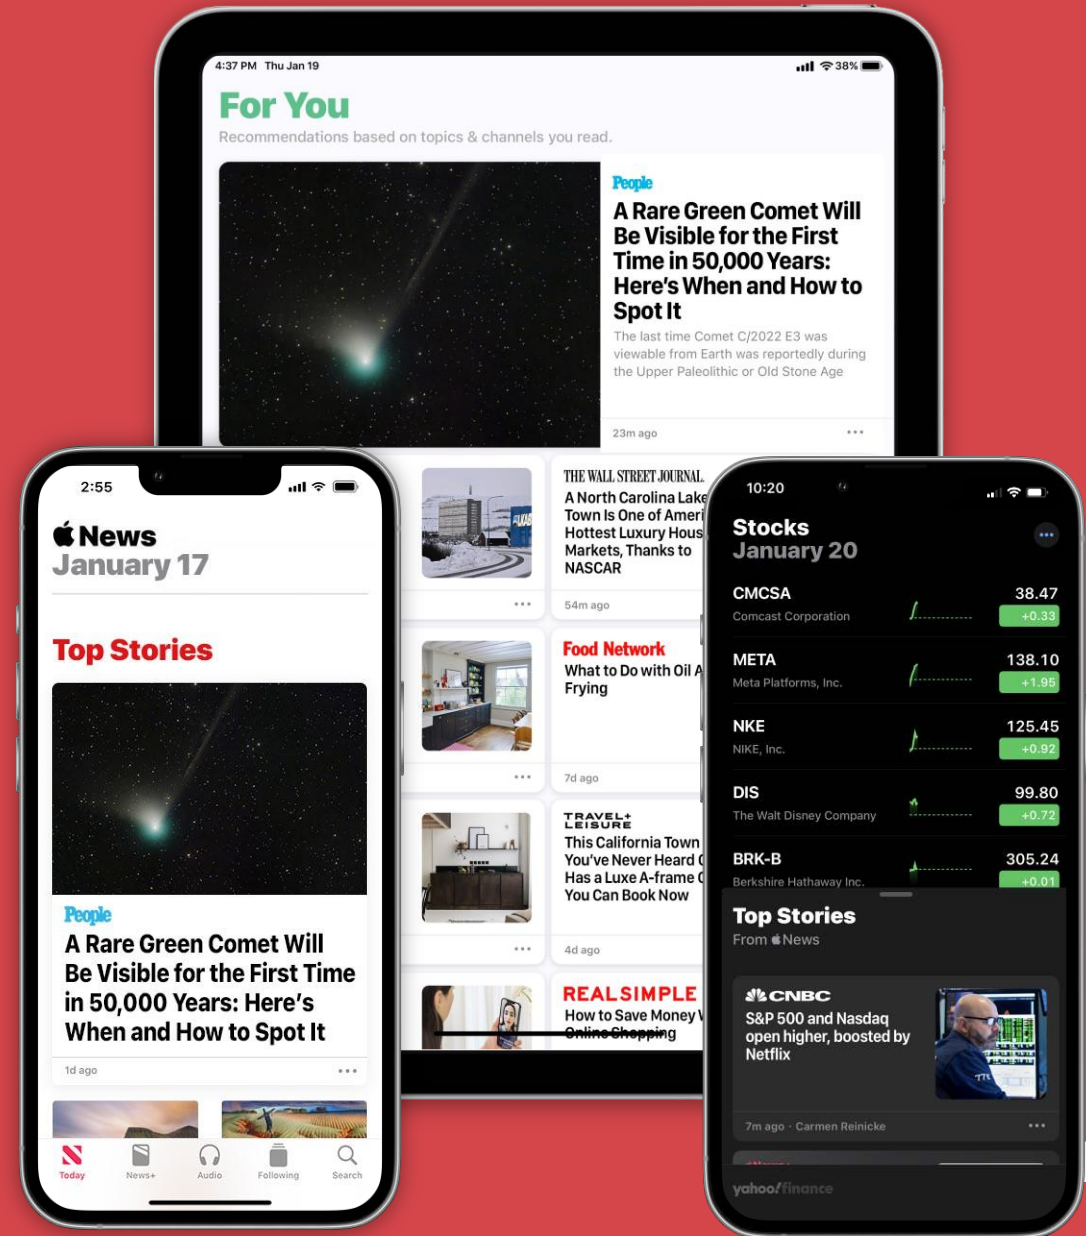 4:37 PM Thu Jan 19
38%
For You
Recommendations based on topics & channels you read.
People
A Rare Green Comet Will
Be Visible for the First
Time in 50,000 Years:
Here's When and How to
Spot It
The last time Comet C/2022 E3 was
viewable from Earth was reportedly during
the Upper Paleolithic or Old Stone Age
23m ago
THE WALL STREET JOURNAL.
A North Carolina Lake
Town Is One of Ameri
Hottest Luxury Hous
Markets, Thanks to
NASCAR
54m ago
Food Network
What to Do with Oil A
Frying
7d ago
TRAVEL+
LEISURE
This California Town
You've Never Heard
Has a Luxe A-frame
You Can Book Now
4d ago
REAL SIMPLE
How to Save Money
Online Shopping
2:55
News
January 17
Top Stories
People
A Rare Green Comet Will
Be Visible for the First Time
in 50,000 Years: Here's
When and How to Spot It
1d ago
Today
News+
Audio
Following
Search
10:20
Stocks
January 20
CMCSA 38.47
Comcast Corporation +0.33
META 138.10
Meta Platforms, Inc. +1.95
NKE 125.45
NIKE, Inc. +0.92
DIS 99.80
The Walt Disney Company +0.72
BRK-B 305.24
Berkshire Hathaway Inc. +0.01
Top Stories
From News
CNBC
S&P 500 and Nasdaq
open higher, boosted by
Netflix
7m ago · Carmen Reinicke
yahoo!finance